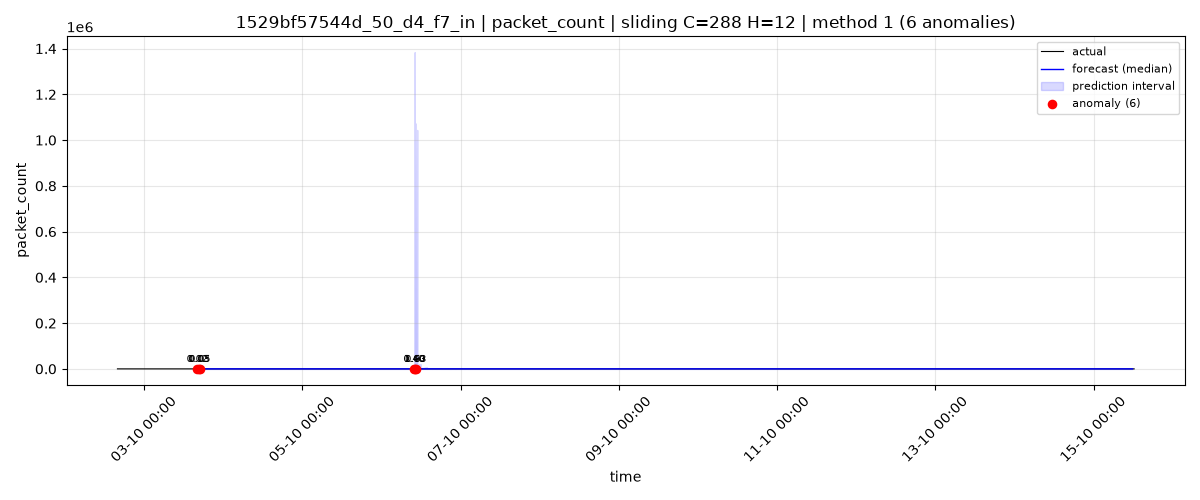 1529bf57544d_50_d4_f7_in | packet_count | sliding C=288 H=12 | method 1 (6 anomalies)
1e6
1.4
1.2
1.0
0.8
0.6
0.4
0.2
0.0
packet_count
actual
forecast (median)
prediction interval
anomaly (6)
03-10 00:00
05-10 00:00
07-10 00:00
09-10 00:00
11-10 00:00
13-10 00:00
15-10 00:00
time